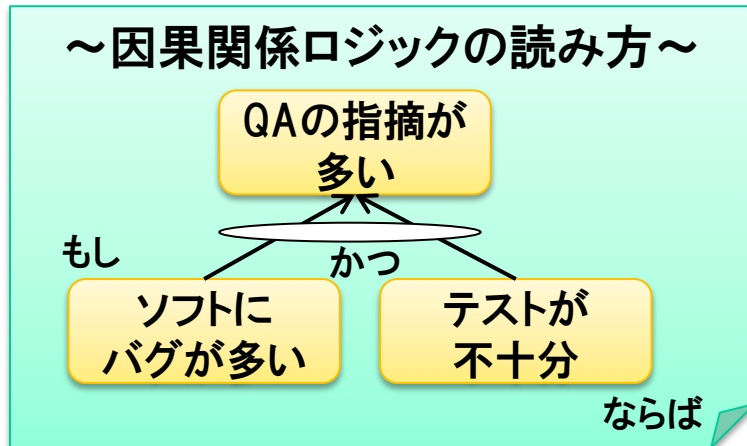 ～因果関係ロジックの読み方～
QAの指摘が
多い
もし
かつ
ソフトに
バグが多い
テストが
不十分
ならば